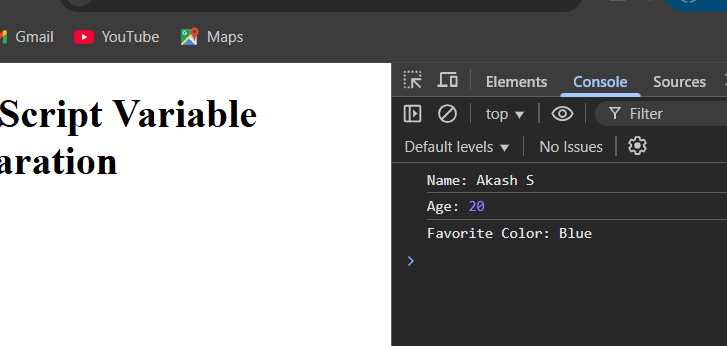 Gmail YouTube Maps
Script Variable
aration
Elements Console Sources
top Filter
Default levels No Issues
Name: Akash S
Age: 20
Favorite Color: Blue